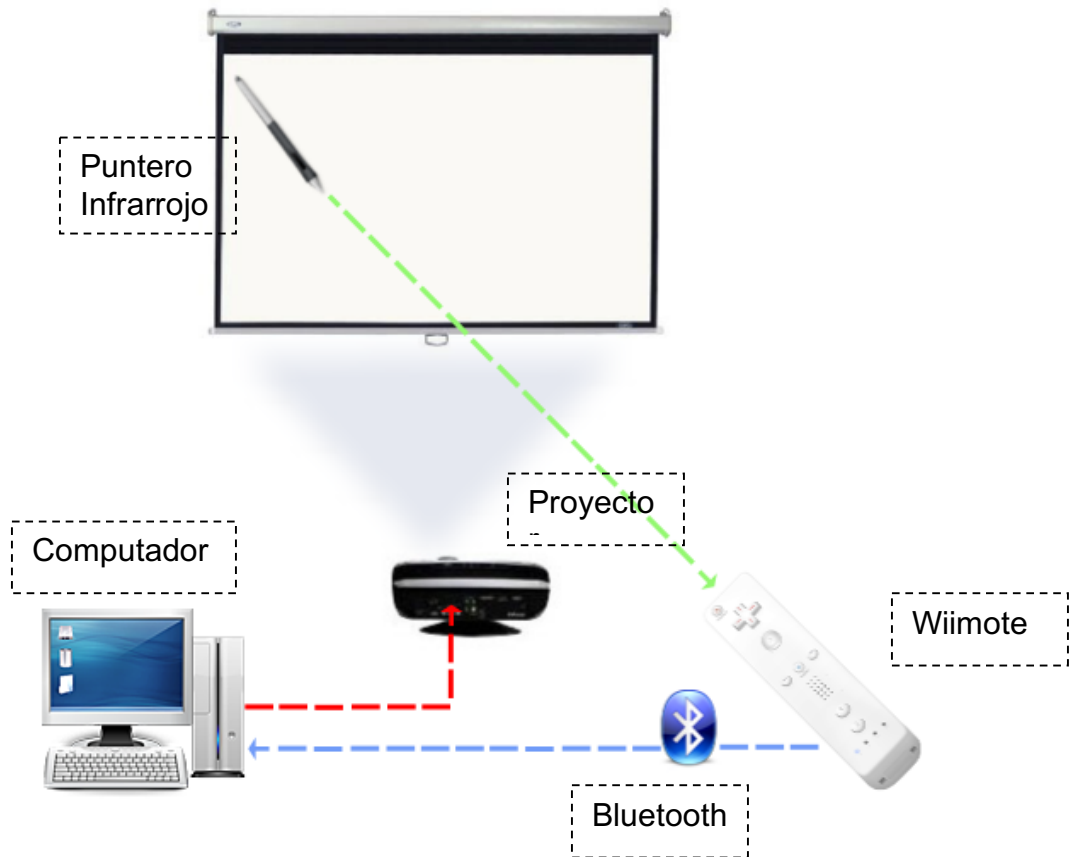 Puntero
Infrarrojo
Proyecto
Computador
Wiimote
Bluetooth